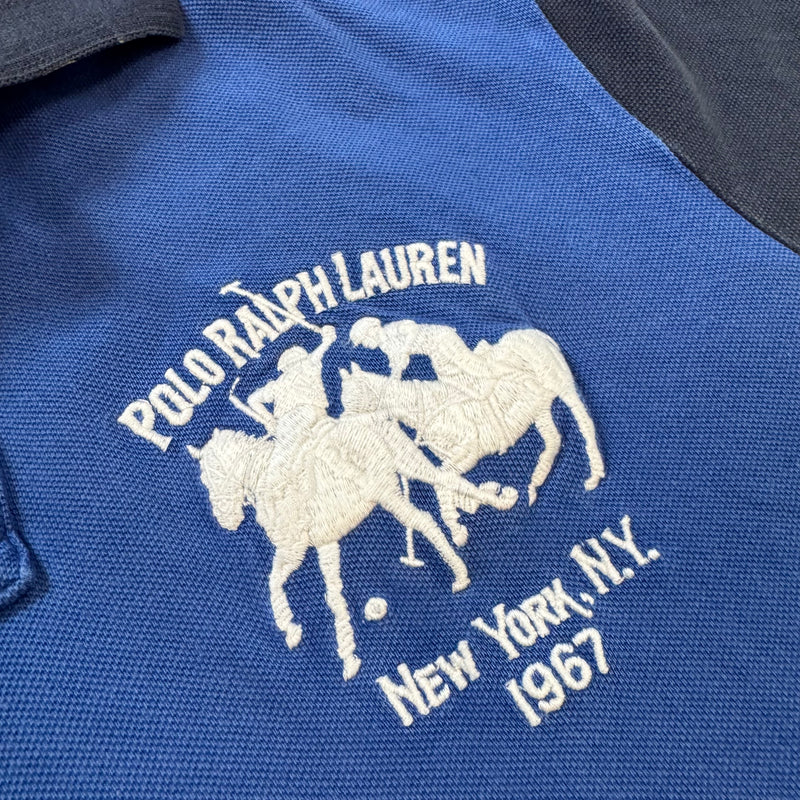 POLO RALPH LAUREN
NEW YORK, N.Y.
1967